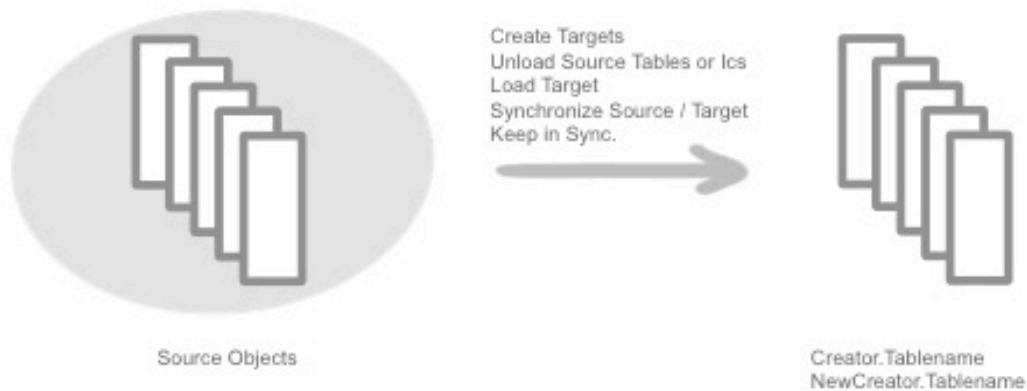 Create Targets
Unload Source Tables or Ics
Load Target
Synchronize Source / Target
Keep in Sync.
Source Objects
Creator.Tablename
NewCreator.Tablename